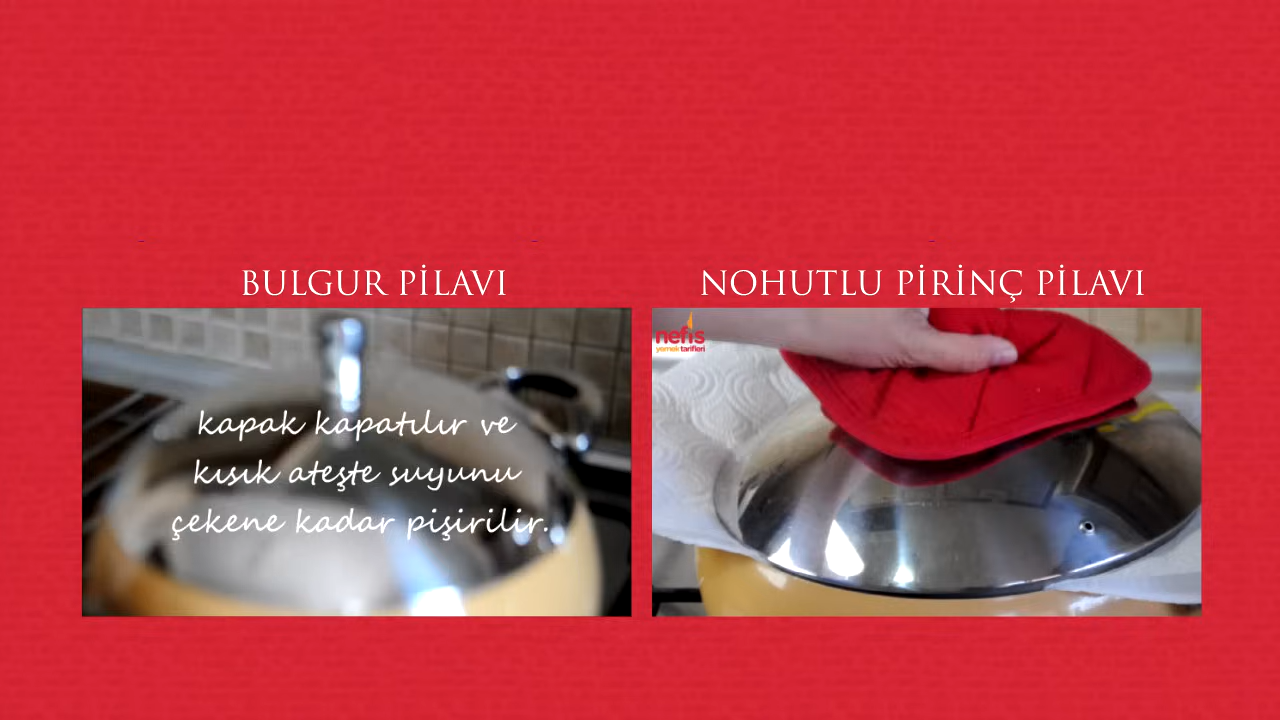 BULGUR PİLAVI
NOHUTLU PİRİNÇ PİLAVI
kapak kapatılır ve
kısık ateşte suyunu
çekene kadar pişirilir.
nefis
yemek tarifleri